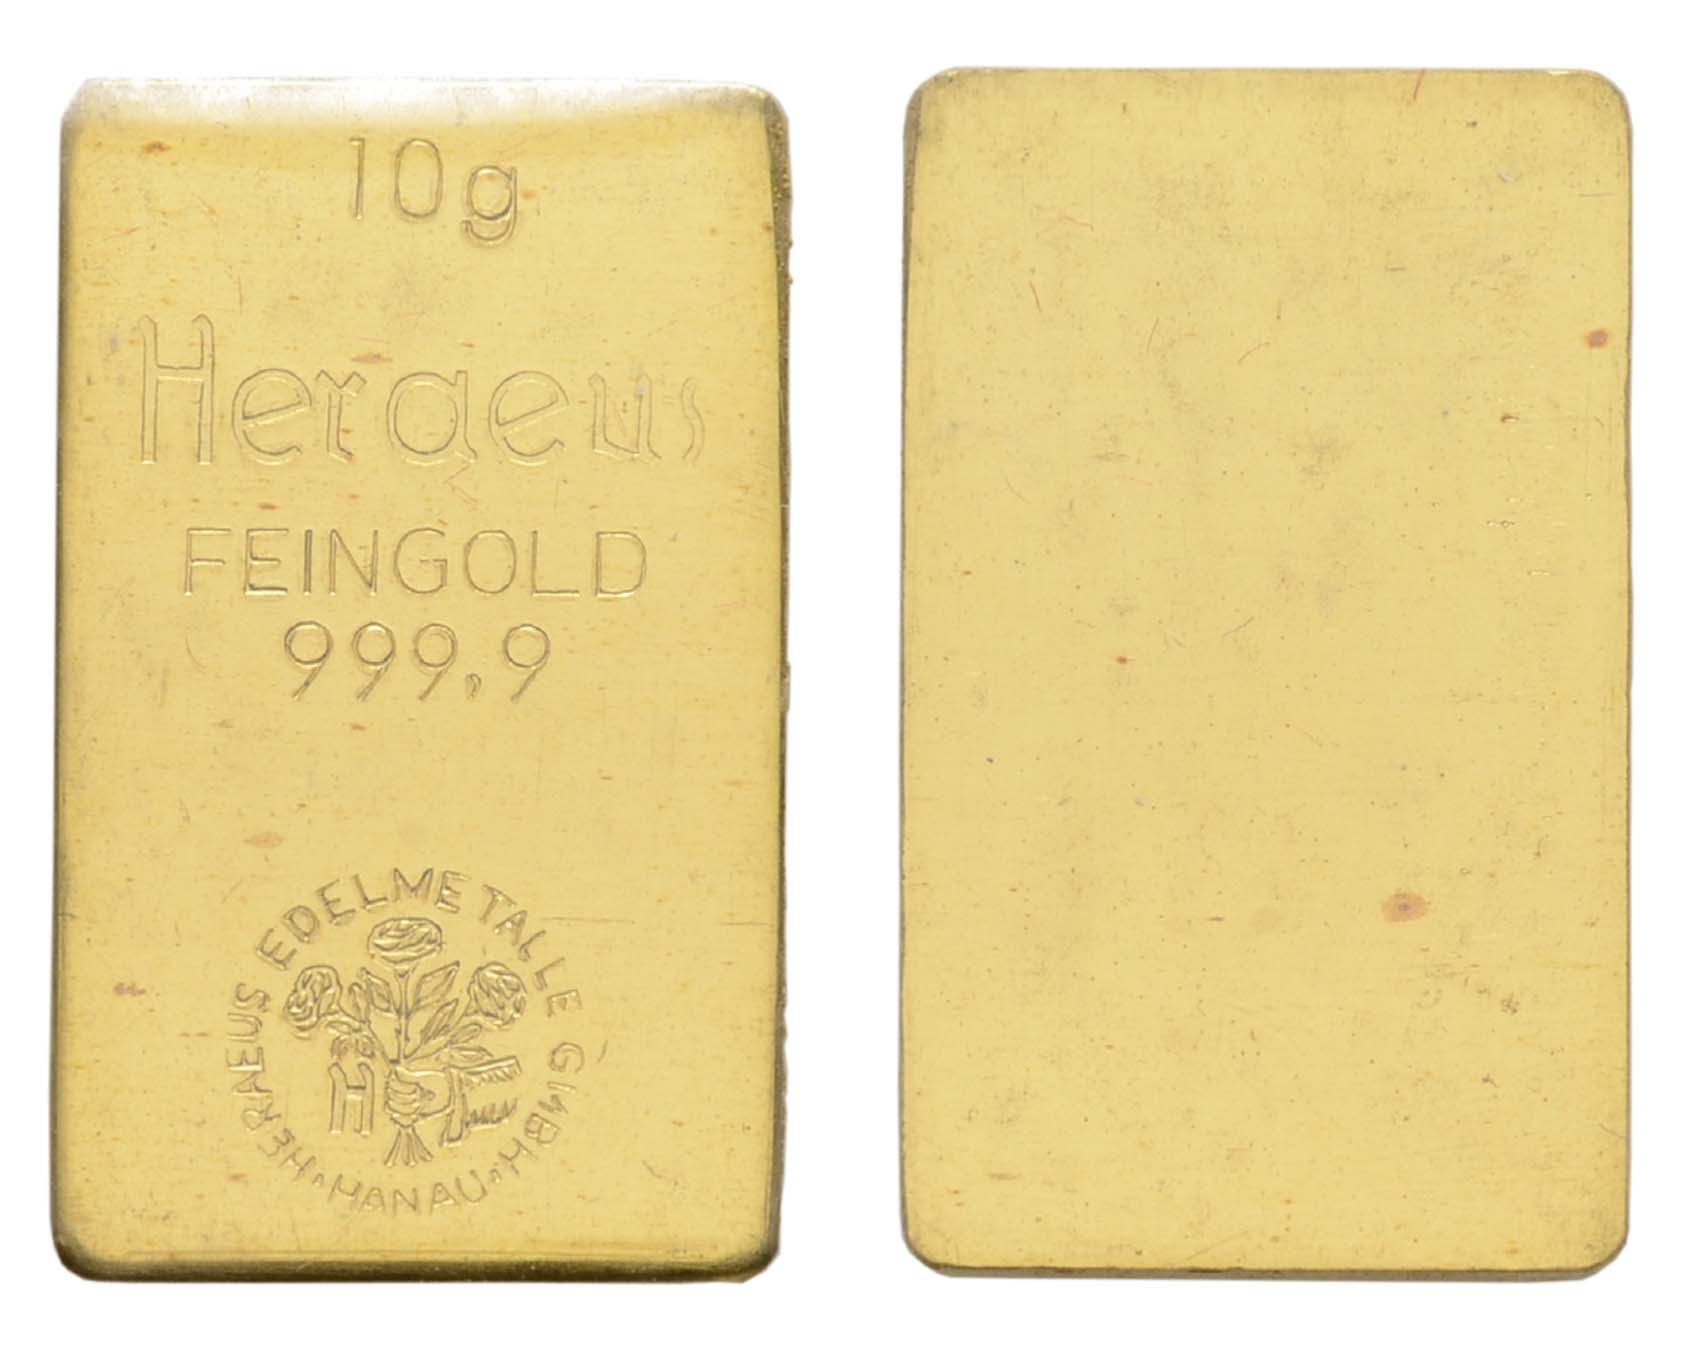 10g
Heraeus
FEINGOLD
999,9
HERAEUS EDELMETALLE GMBH · HANAU ·
H